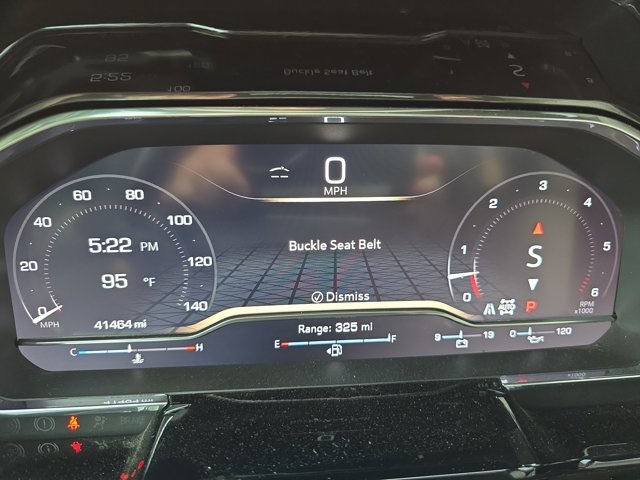 0
MPH
20 40 60 80 100 120 140
0
MPH
5:22 PM
95 °F
41464 mi
Buckle Seat Belt
Dismiss
Range: 325 mi
0 1 2 3 4 5 6
S
AUTO P
RPM
x1000
C H
E F
9 19
0 120